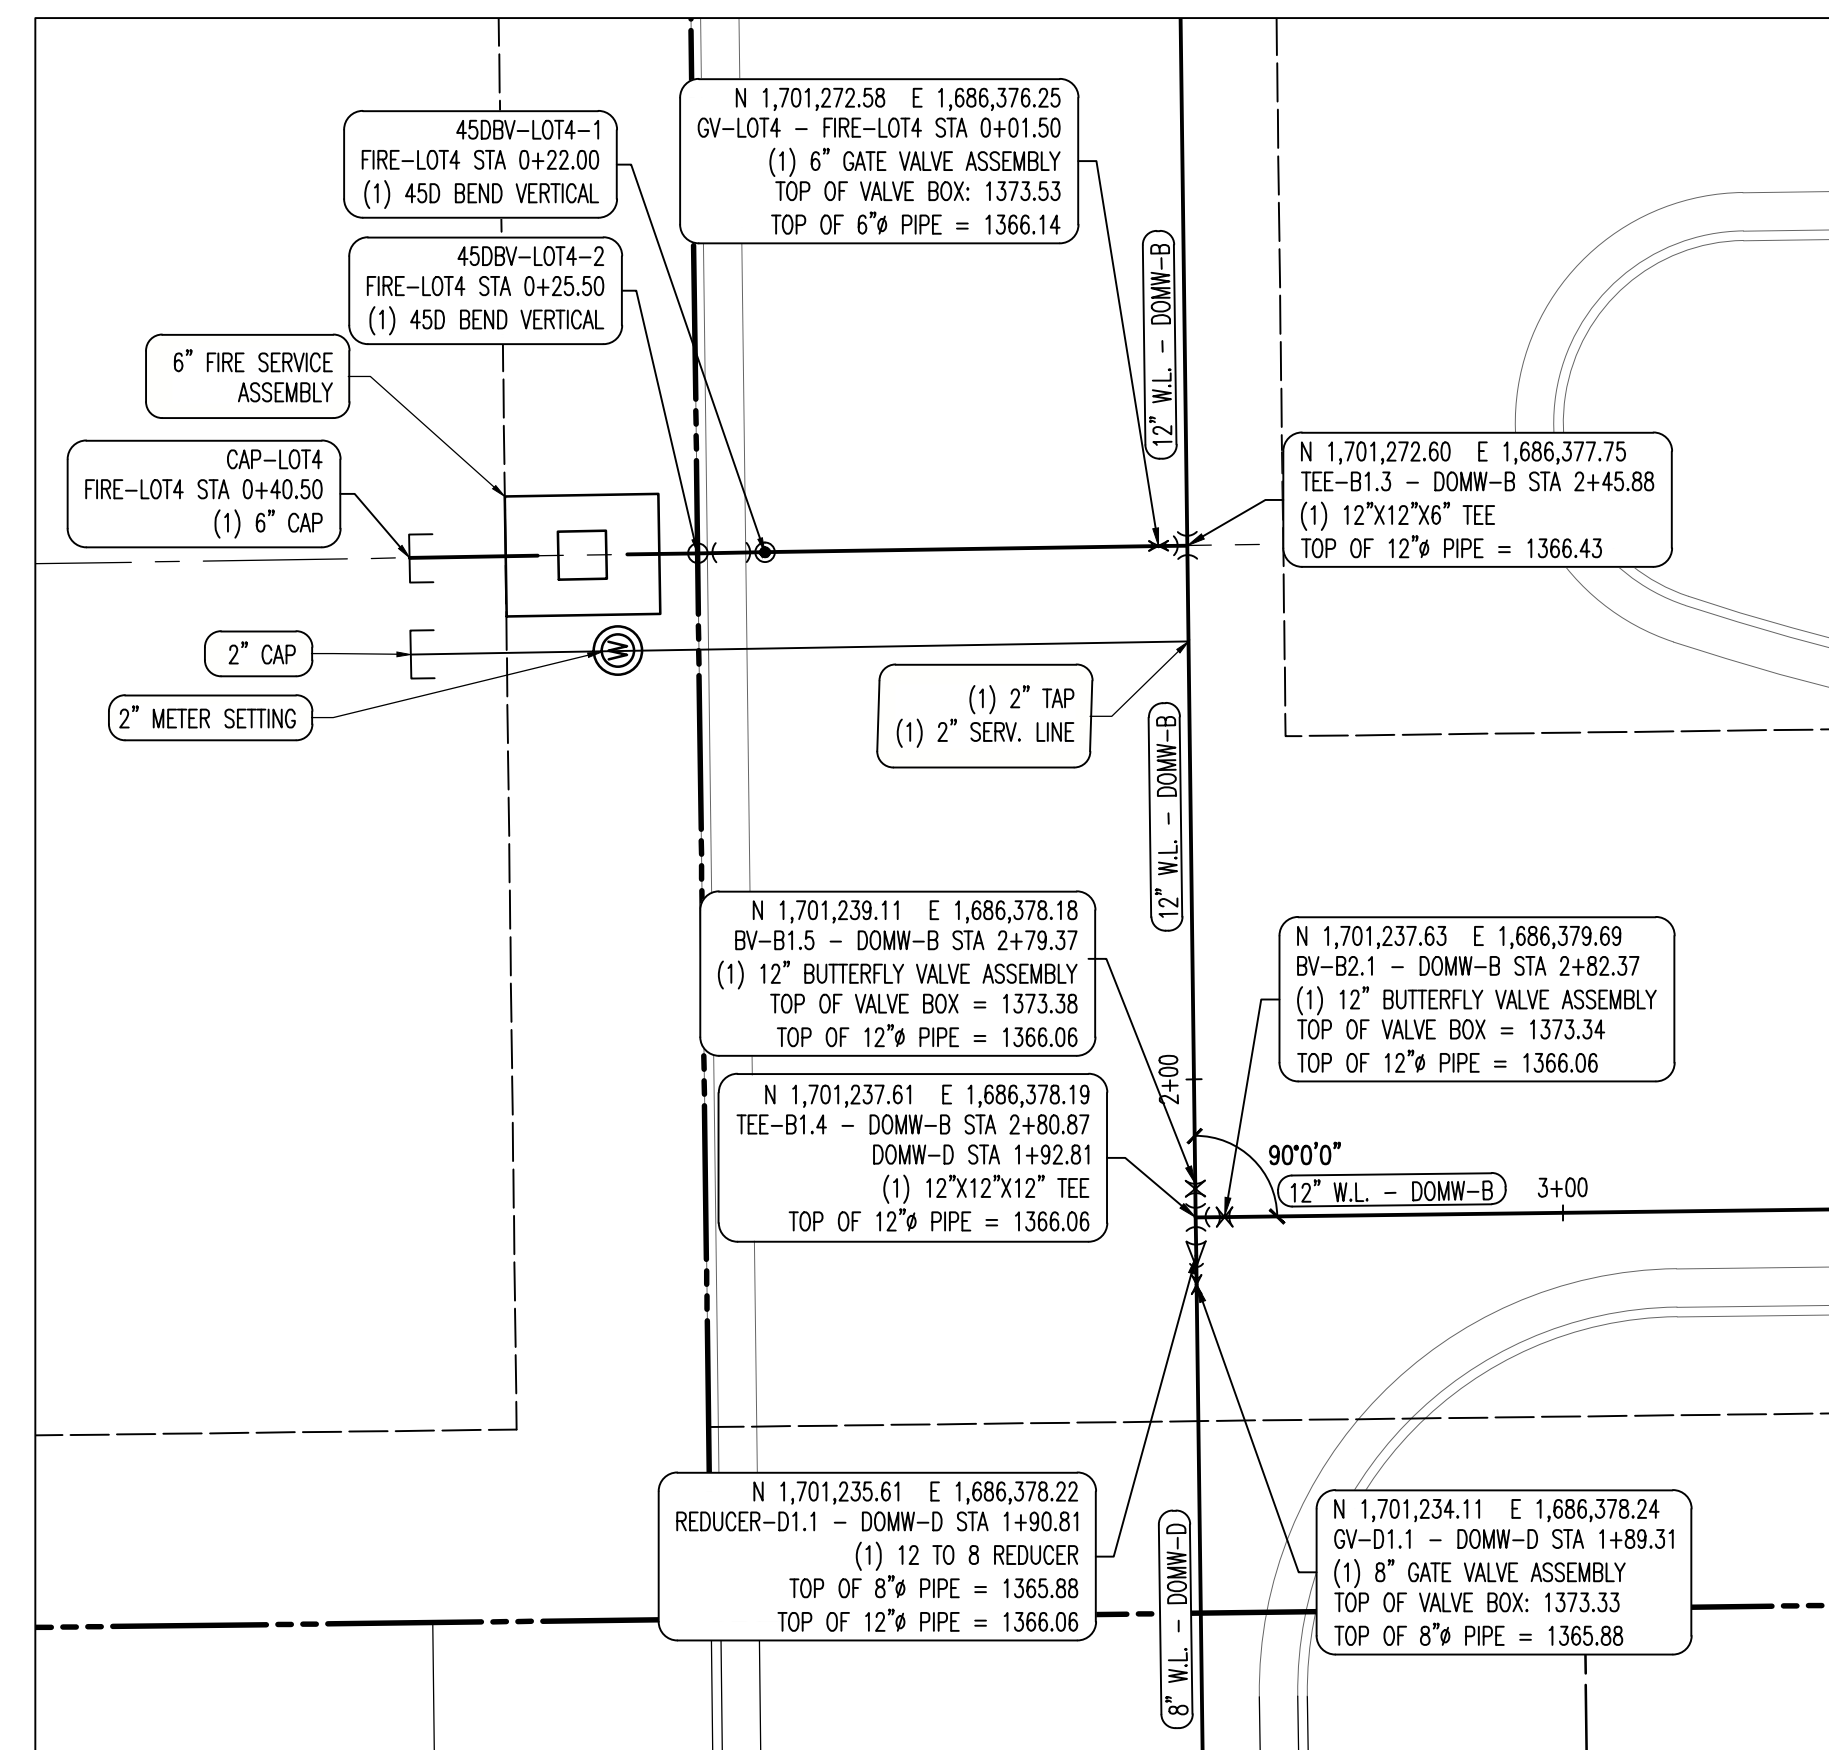 N 1,701,272.58 E 1,686,376.25
GV-LOT4 - FIRE-LOT4 STA 0+01.50
(1) 6" GATE VALVE ASSEMBLY
TOP OF VALVE BOX: 1373.53
TOP OF 6"ø PIPE = 1366.14
45DBV-LOT4-1
FIRE-LOT4 STA 0+22.00
(1) 45D BEND VERTICAL
45DBV-LOT4-2
FIRE-LOT4 STA 0+25.50
(1) 45D BEND VERTICAL
12" W.L. - DOMW-B
6" FIRE SERVICE
ASSEMBLY
CAP-LOT4
FIRE-LOT4 STA 0+40.50
(1) 6" CAP
N 1,701,272.60 E 1,686,377.75
TEE-B1.3 - DOMW-B STA 2+45.88
(1) 12"X12"X6" TEE
TOP OF 12"ø PIPE = 1366.43
2" CAP
W
2" METER SETTING
(1) 2" TAP
(1) 2" SERV. LINE
12" W.L. - DOMW-B
N 1,701,239.11 E 1,686,378.18
BV-B1.5 - DOMW-B STA 2+79.37
(1) 12" BUTTERFLY VALVE ASSEMBLY
TOP OF VALVE BOX = 1373.38
TOP OF 12"ø PIPE = 1366.06
N 1,701,237.63 E 1,686,379.69
BV-B2.1 - DOMW-B STA 2+82.37
(1) 12" BUTTERFLY VALVE ASSEMBLY
TOP OF VALVE BOX = 1373.34
TOP OF 12"ø PIPE = 1366.06
2+00
N 1,701,237.61 E 1,686,378.19
TEE-B1.4 - DOMW-B STA 2+80.87
DOMW-D STA 1+92.81
(1) 12"X12"X12" TEE
TOP OF 12"ø PIPE = 1366.06
90°0'0"
12" W.L. - DOMW-B
3+00
N 1,701,235.61 E 1,686,378.22
REDUCER-D1.1 - DOMW-D STA 1+90.81
(1) 12 TO 8 REDUCER
TOP OF 8"ø PIPE = 1365.88
TOP OF 12"ø PIPE = 1366.06
8" W.L. - DOMW-D
N 1,701,234.11 E 1,686,378.24
GV-D1.1 - DOMW-D STA 1+89.31
(1) 8" GATE VALVE ASSEMBLY
TOP OF VALVE BOX: 1373.33
TOP OF 8"ø PIPE = 1365.88